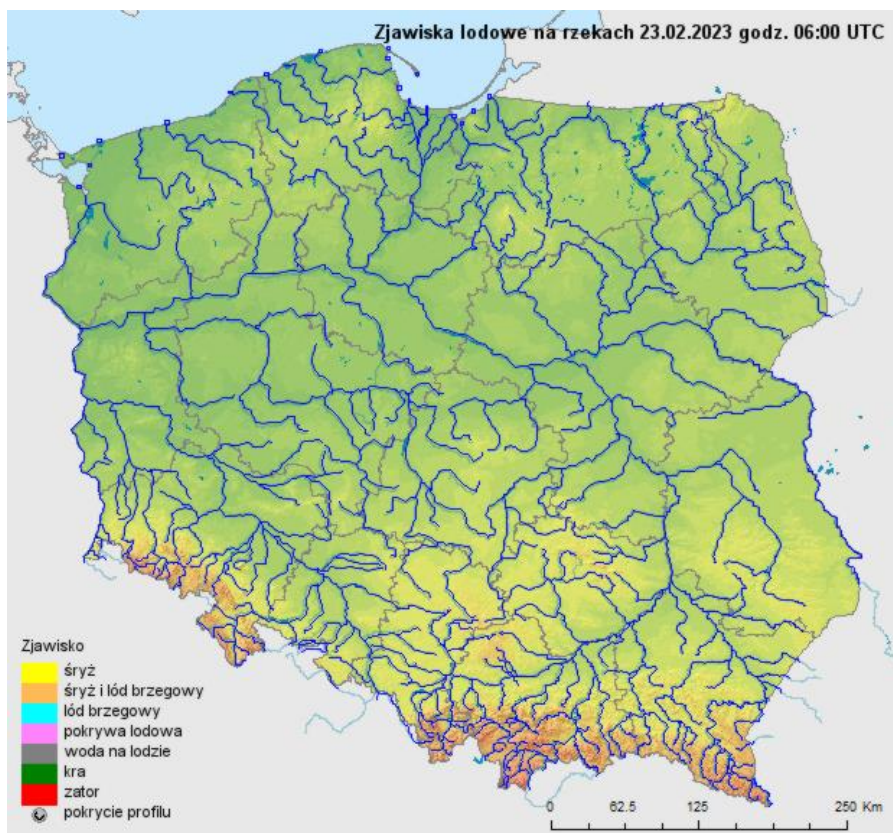 Zjawiska lodowe na rzekach 23.02.2023 godz. 06:00 UTC
Zjawisko
śryż
śryż i lód brzegowy
lód brzegowy
pokrywa lodowa
woda na lodzie
kra
zator
pokrycie profilu
0 62.5 125 250 Km